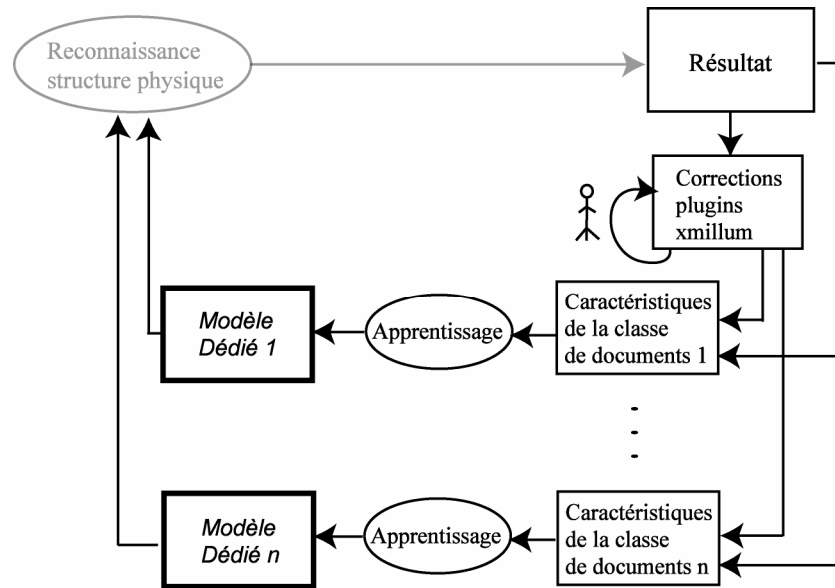 Reconnaissance
structure physique
Résultat
Corrections
plugins
xmillum
Modèle
Dédié 1
Apprentissage
Caractéristiques
de la classe
de documents 1
Modèle
Dédié n
Apprentissage
Caractéristiques
de la classe
de documents n